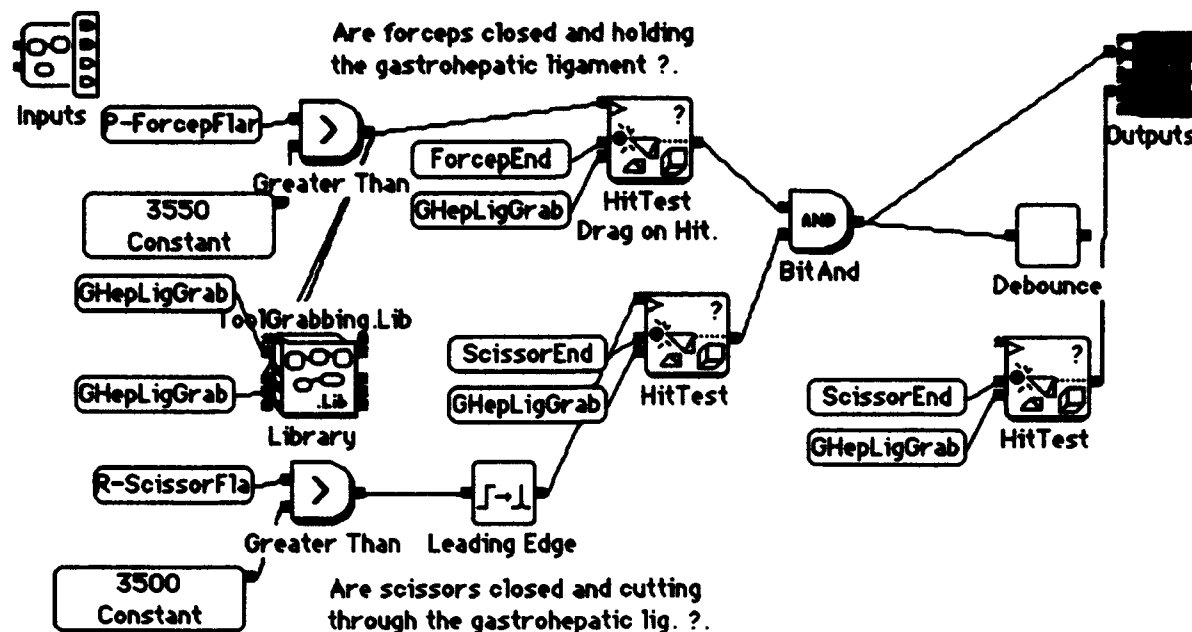 Are forceps closed and holding
the gastrohepatic ligament ?.
Inputs
P-ForcepFlar
>
Greater Than
3550
Constant
ForcepEnd
GHepLigGrab
?
HitTest
Drag on Hit.
Outputs
AND
BitAnd
Debounce
GHepLigGrab
ToolGrabbing.Lib
GHepLigGrab
.Lib
Library
ScissorEnd
GHepLigGrab
?
HitTest
ScissorEnd
GHepLigGrab
?
HitTest
R-ScissorFla
>
Greater Than
Leading Edge
3500
Constant
Are scissors closed and cutting
through the gastrohepatic lig. ?.